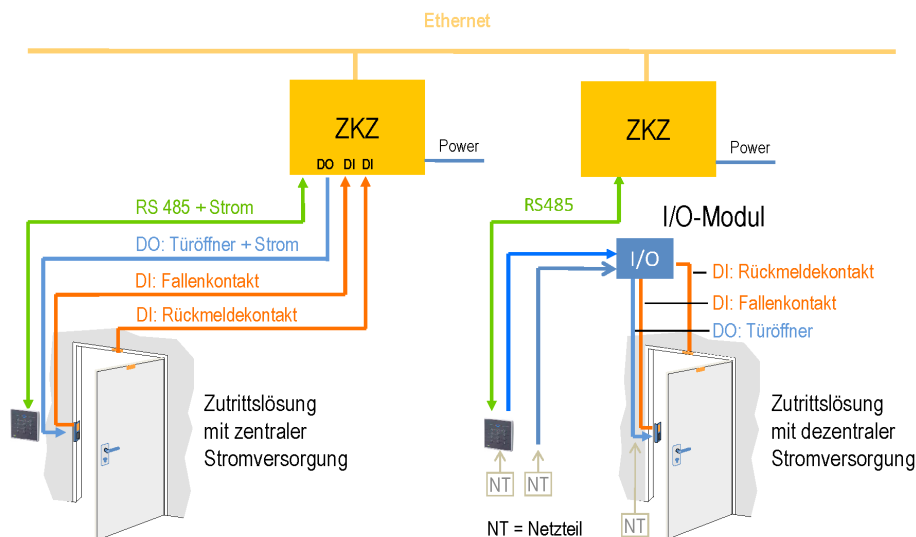 Ethernet
ZKZ
DO DI DI
Power
RS 485 + Strom
DO: Türöffner + Strom
DI: Fallenkontakt
DI: Rückmeldekontakt
Zutrittslösung
mit zentraler
Stromversorgung
ZKZ
Power
RS485
I/O-Modul
I/O
DI: Rückmeldekontakt
DI: Fallenkontakt
DO: Türöffner
Zutrittslösung
mit dezentraler
Stromversorgung
NT
NT
NT
NT = Netzteil